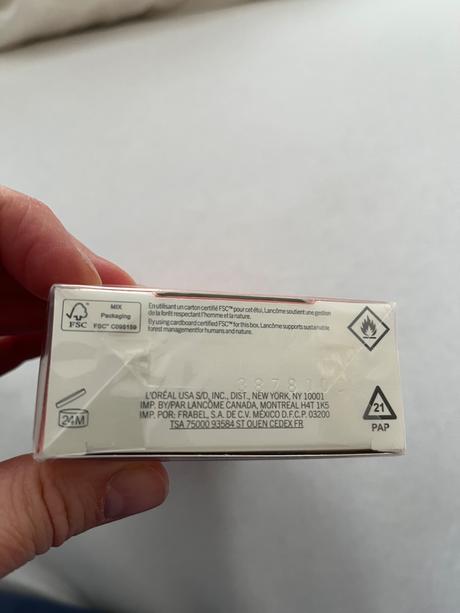 FSC
MIX
Packaging
FSC® C095159
En utilisant un carton certifié FSC™ pour cet étui, Lancôme soutient une gestion
de la forêt respectant l'homme et la nature.
By using cardboard certified FSC™ for this box, Lancôme supports sustainable
forest management for humans and nature.
24M
L'ORÉAL USA S/D, INC., DIST., NEW YORK, NY 10001
IMP. BY/PAR LANCÔME CANADA, MONTREAL H4T 1K5
IMP. POR: FRABEL, S.A. DE C.V. MÉXICO D.F.C.P. 03200
TSA 75000 93584 ST OUEN CEDEX FR
21
PAP